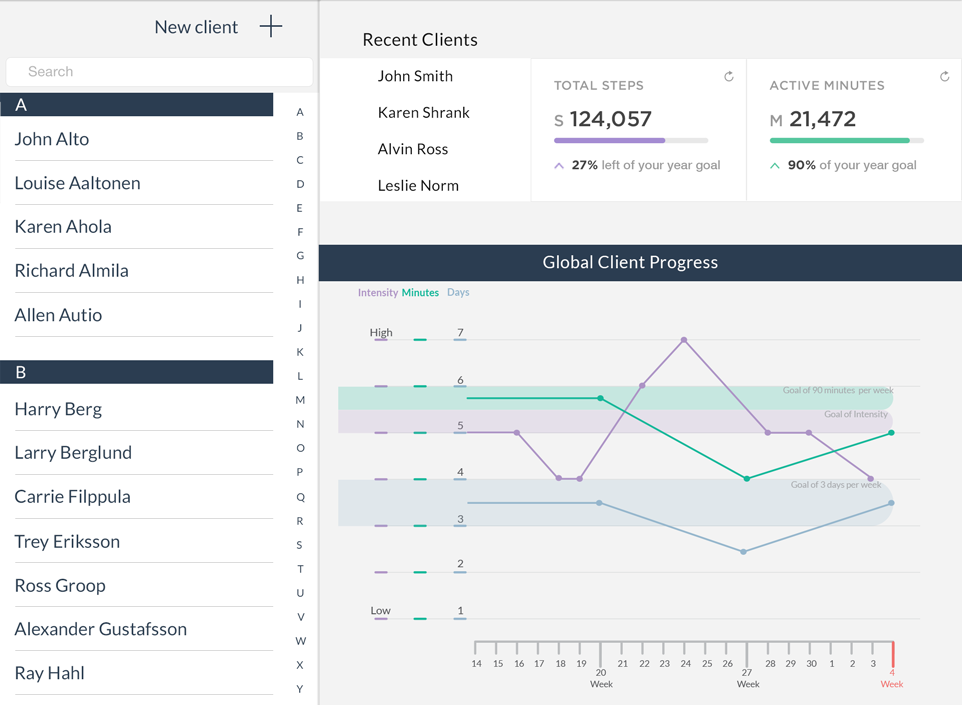 New client
Search
A
John Alto
Louise Aaltonen
Karen Ahola
Richard Almila
Allen Autio
B
Harry Berg
Larry Berglund
Carrie Filppula
Trey Eriksson
Ross Groop
Alexander Gustafsson
Ray Hahl
A
B
C
D
E
F
G
H
I
J
K
L
M
N
O
P
Q
R
S
T
U
V
W
X
Y
Recent Clients
John Smith
Karen Shrank
Alvin Ross
Leslie Norm
TOTAL STEPS
S 124,057
27% left of your year goal
ACTIVE MINUTES
M 21,472
90% of your year goal
Global Client Progress
Intensity Minutes Days
High 7
6
Goal of 90 minutes per week
Goal of Intensity
5
4
Goal of 3 days per week
3
2
Low 1
14 15 16 17 18 19 21 22 23 24 25 26 28 29 30 1 2 3
20 27 4
Week Week Week